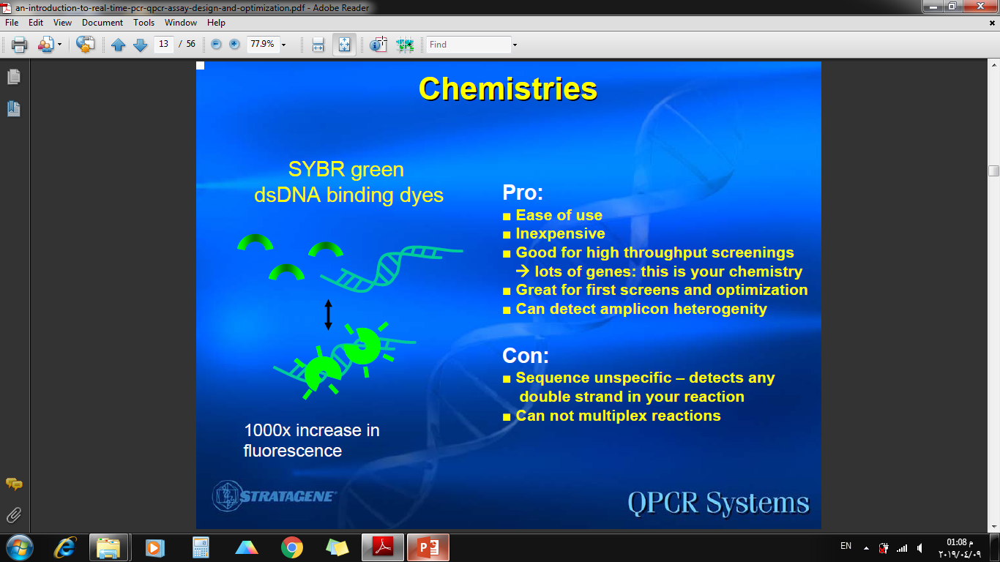 an-introduction-to-real-time-pcr-qpcr-assay-design-and-optimization.pdf - Adobe Reader
File Edit View Document Tools Window Help
13 / 56 77.9% Find
Chemistries
SYBR green
dsDNA binding dyes
1000x increase in
fluorescence
Pro:
■ Ease of use
■ Inexpensive
■ Good for high throughput screenings
→ lots of genes: this is your chemistry
■ Great for first screens and optimization
■ Can detect amplicon heterogenity
Con:
■ Sequence unspecific – detects any
double strand in your reaction
■ Can not multiplex reactions
STRATAGENE
QPCR Systems
EN
01:08 م
٢٠١٩/٠٤/٠٩